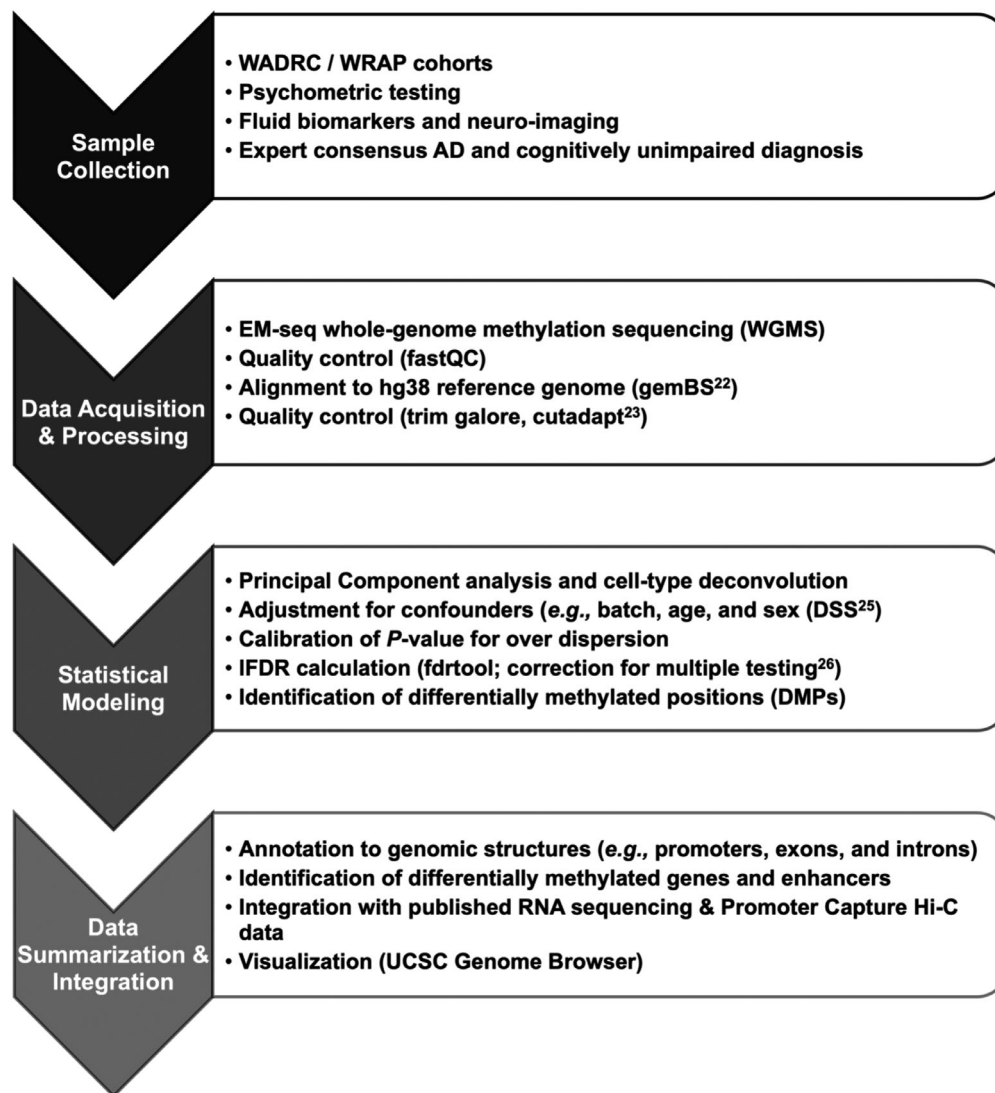 Sample
Collection
• WADRC / WRAP cohorts
• Psychometric testing
• Fluid biomarkers and neuro-imaging
• Expert consensus AD and cognitively unimpaired diagnosis
Data Acquisition
& Processing
• EM-seq whole-genome methylation sequencing (WGMS)
• Quality control (fastQC)
• Alignment to hg38 reference genome (gemBS²²)
• Quality control (trim galore, cutadapt²³)
Statistical
Modeling
• Principal Component analysis and cell-type deconvolution
• Adjustment for confounders (e.g., batch, age, and sex (DSS²⁵)
• Calibration of P-value for over dispersion
• lFDR calculation (fdrtool; correction for multiple testing²⁶)
• Identification of differentially methylated positions (DMPs)
Data
Summarization &
Integration
• Annotation to genomic structures (e.g., promoters, exons, and introns)
• Identification of differentially methylated genes and enhancers
• Integration with published RNA sequencing & Promoter Capture Hi-C
data
• Visualization (UCSC Genome Browser)